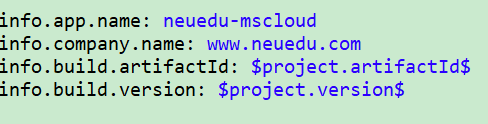 info.app.name: neuedu-mscloud
info.company.name: www.neuedu.com
info.build.artifactId: $project.artifactId$
info.build.version: $project.version$